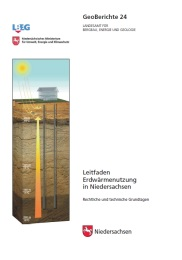 GeoBerichte 24
LANDESAMT FÜR
BERGBAU, ENERGIE UND GEOLOGIE
LBEG
Niedersächsisches Ministerium
für Umwelt, Energie und Klimaschutz
Leitfaden
Erdwärmenutzung
in Niedersachsen
Rechtliche und technische Grundlagen
Niedersachsen